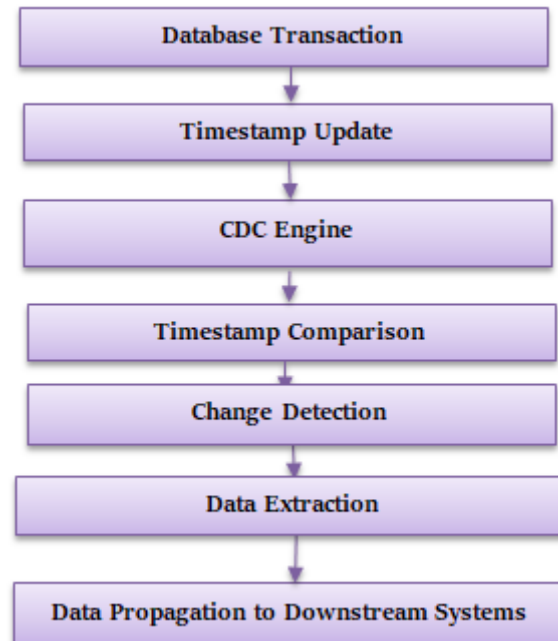 Database Transaction
Timestamp Update
CDC Engine
Timestamp Comparison
Change Detection
Data Extraction
Data Propagation to Downstream Systems